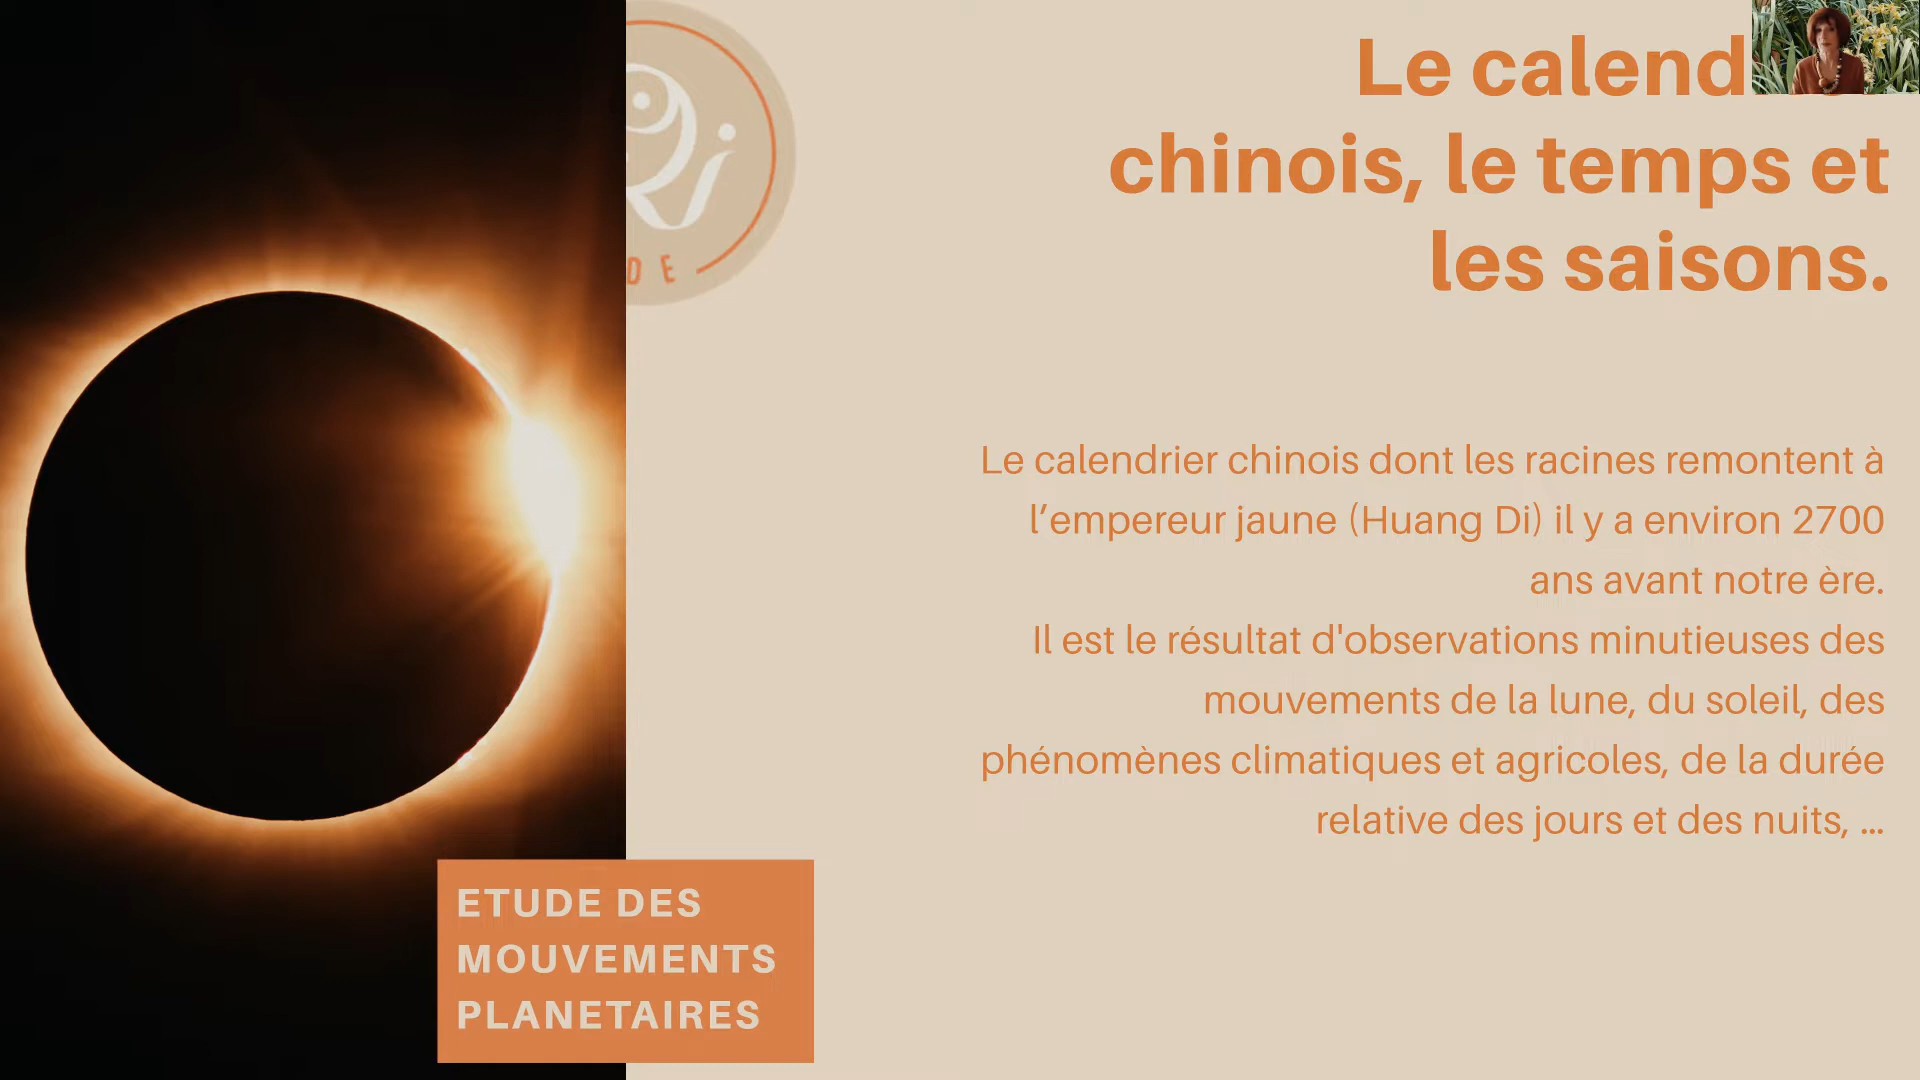 Le calend
chinois, le temps et
les saisons.
Le calendrier chinois dont les racines remontent à
l’empereur jaune (Huang Di) il y a environ 2700
ans avant notre ère.
Il est le résultat d'observations minutieuses des
mouvements de la lune, du soleil, des
phénomènes climatiques et agricoles, de la durée
relative des jours et des nuits, ...
ETUDE DES
MOUVEMENTS
PLANETAIRES